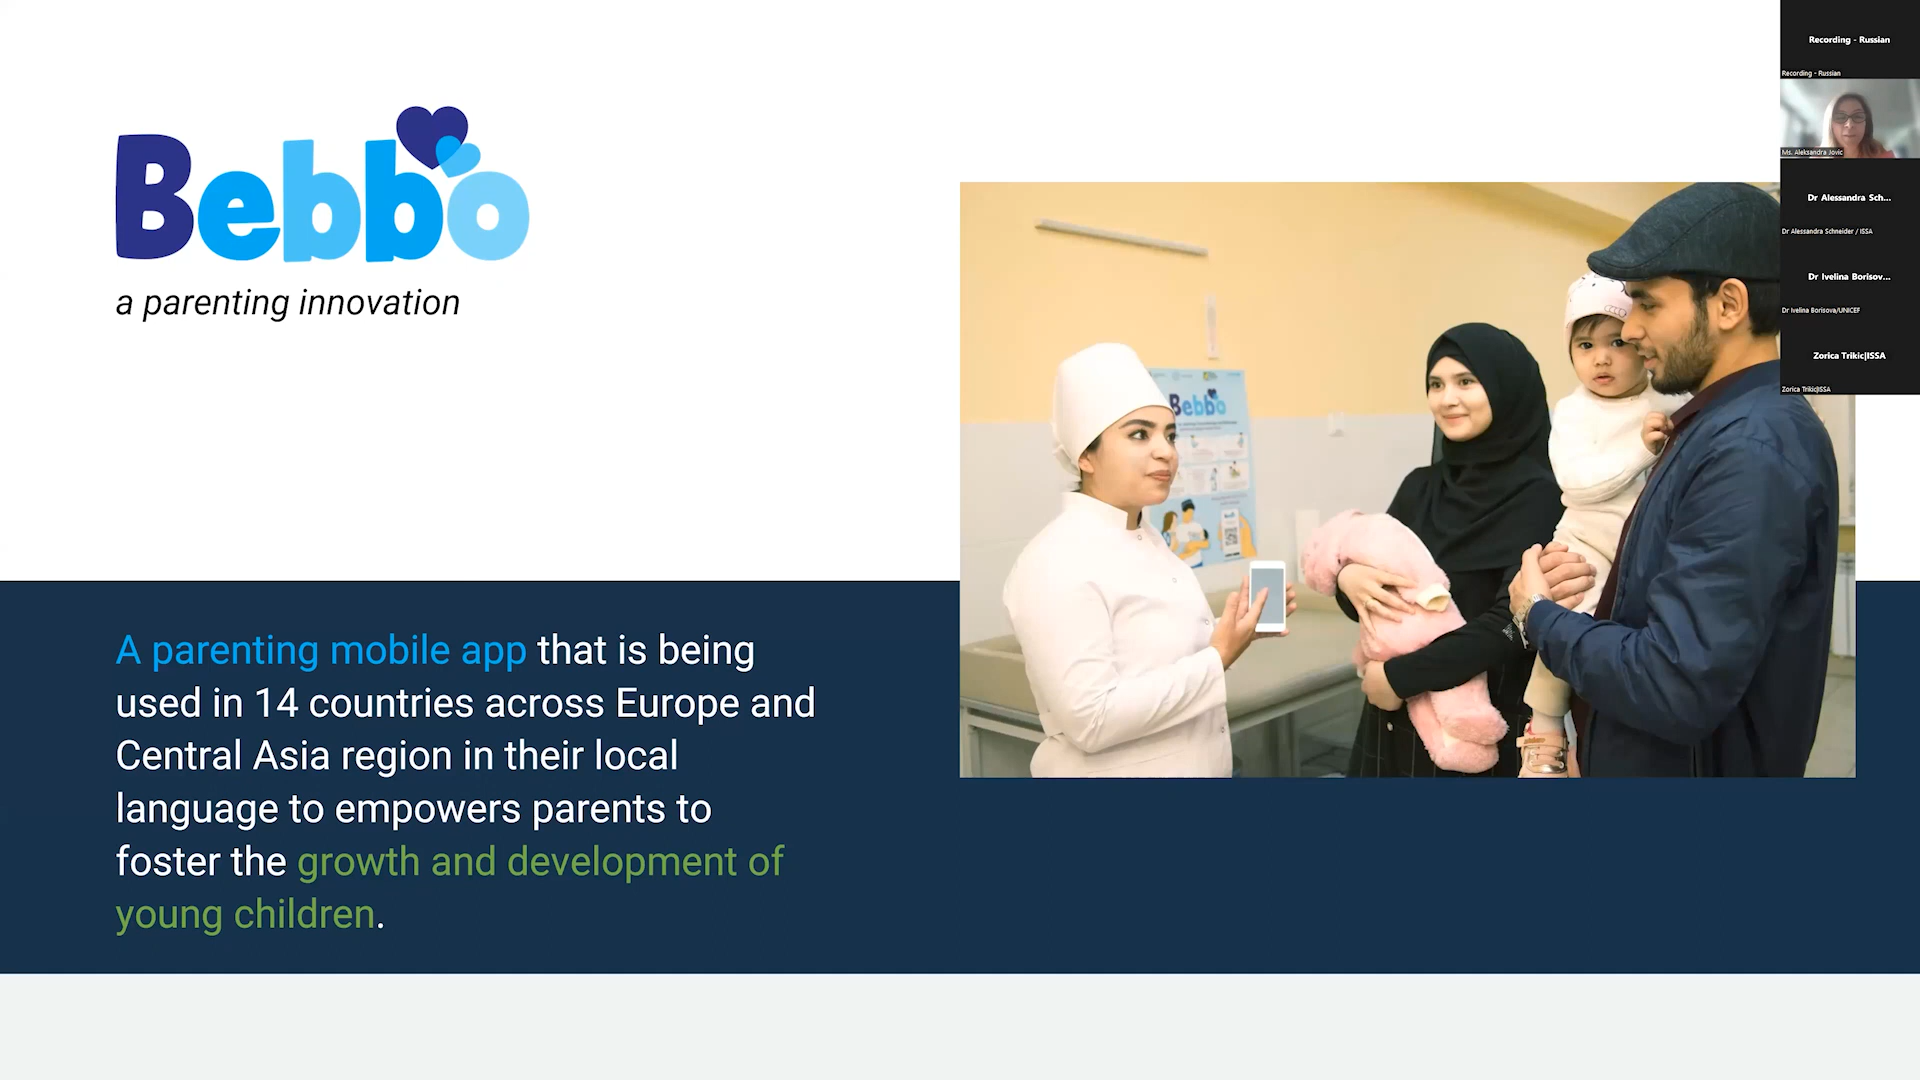 Bebbo
a parenting innovation
A parenting mobile app that is being
used in 14 countries across Europe and
Central Asia region in their local
language to empowers parents to
foster the growth and development of
young children.
Bebbo
Recording - Russian
Recording - Russian
Ms. Aleksandra Jovic
Dr Alessandra Sch...
Dr Alessandra Schneider / ISSA
Dr Ivelina Borisov...
Dr Ivelina Borisova/UNICEF
Zorica Trikic|ISSA
Zorica Trikic|ISSA